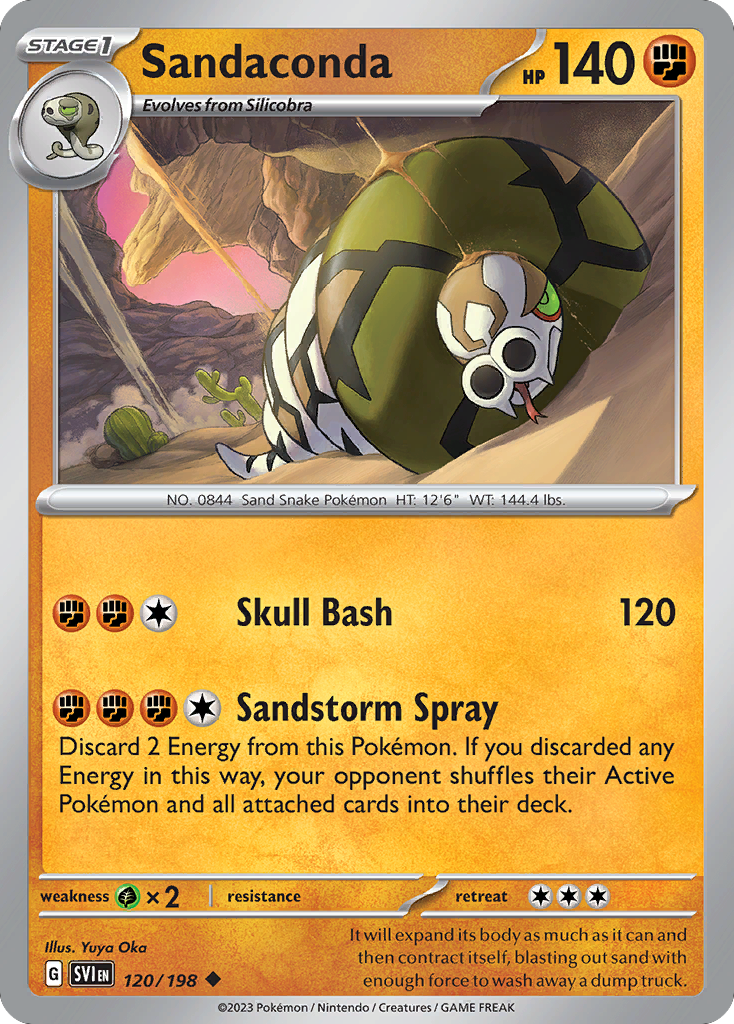 STAGE1
Sandaconda
HP 140
Evolves from Silicobra
NO. 0844 Sand Snake Pokémon HT: 12'6" WT: 144.4 lbs.
Skull Bash 120
Sandstorm Spray
Discard 2 Energy from this Pokémon. If you discarded any
Energy in this way, your opponent shuffles their Active
Pokémon and all attached cards into their deck.
weakness ×2 resistance retreat
Illus. Yuya Oka
It will expand its body as much as it can and
then contract itself, blasting out sand with
enough force to wash away a dump truck.
G SVI EN 120/198
©2023 Pokémon / Nintendo / Creatures / GAME FREAK